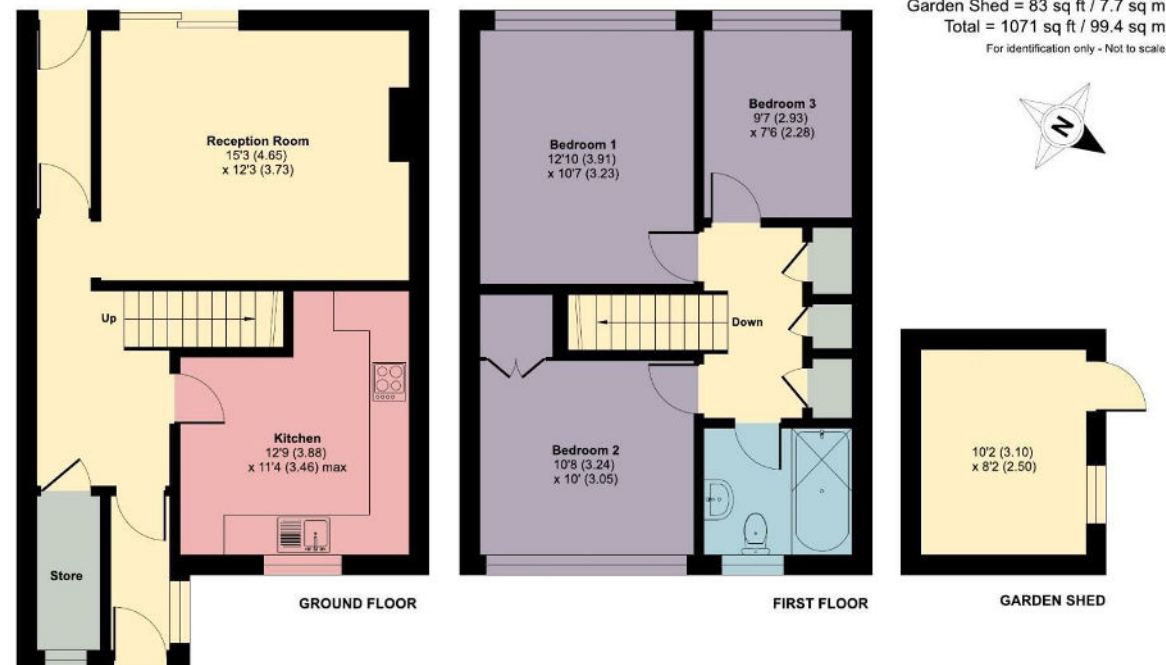 Garden Shed = 83 sq ft / 7.7 sq m
Total = 1071 sq ft / 99.4 sq m
For identification only - Not to scale
N
Reception Room
15'3 (4.65)
x 12'3 (3.73)
Up
Kitchen
12'9 (3.88)
x 11'4 (3.46) max
Store
GROUND FLOOR
Bedroom 1
12'10 (3.91)
x 10'7 (3.23)
Bedroom 3
9'7 (2.93)
x 7'6 (2.28)
Down
Bedroom 2
10'8 (3.24)
x 10' (3.05)
FIRST FLOOR
10'2 (3.10)
x 8'2 (2.50)
GARDEN SHED